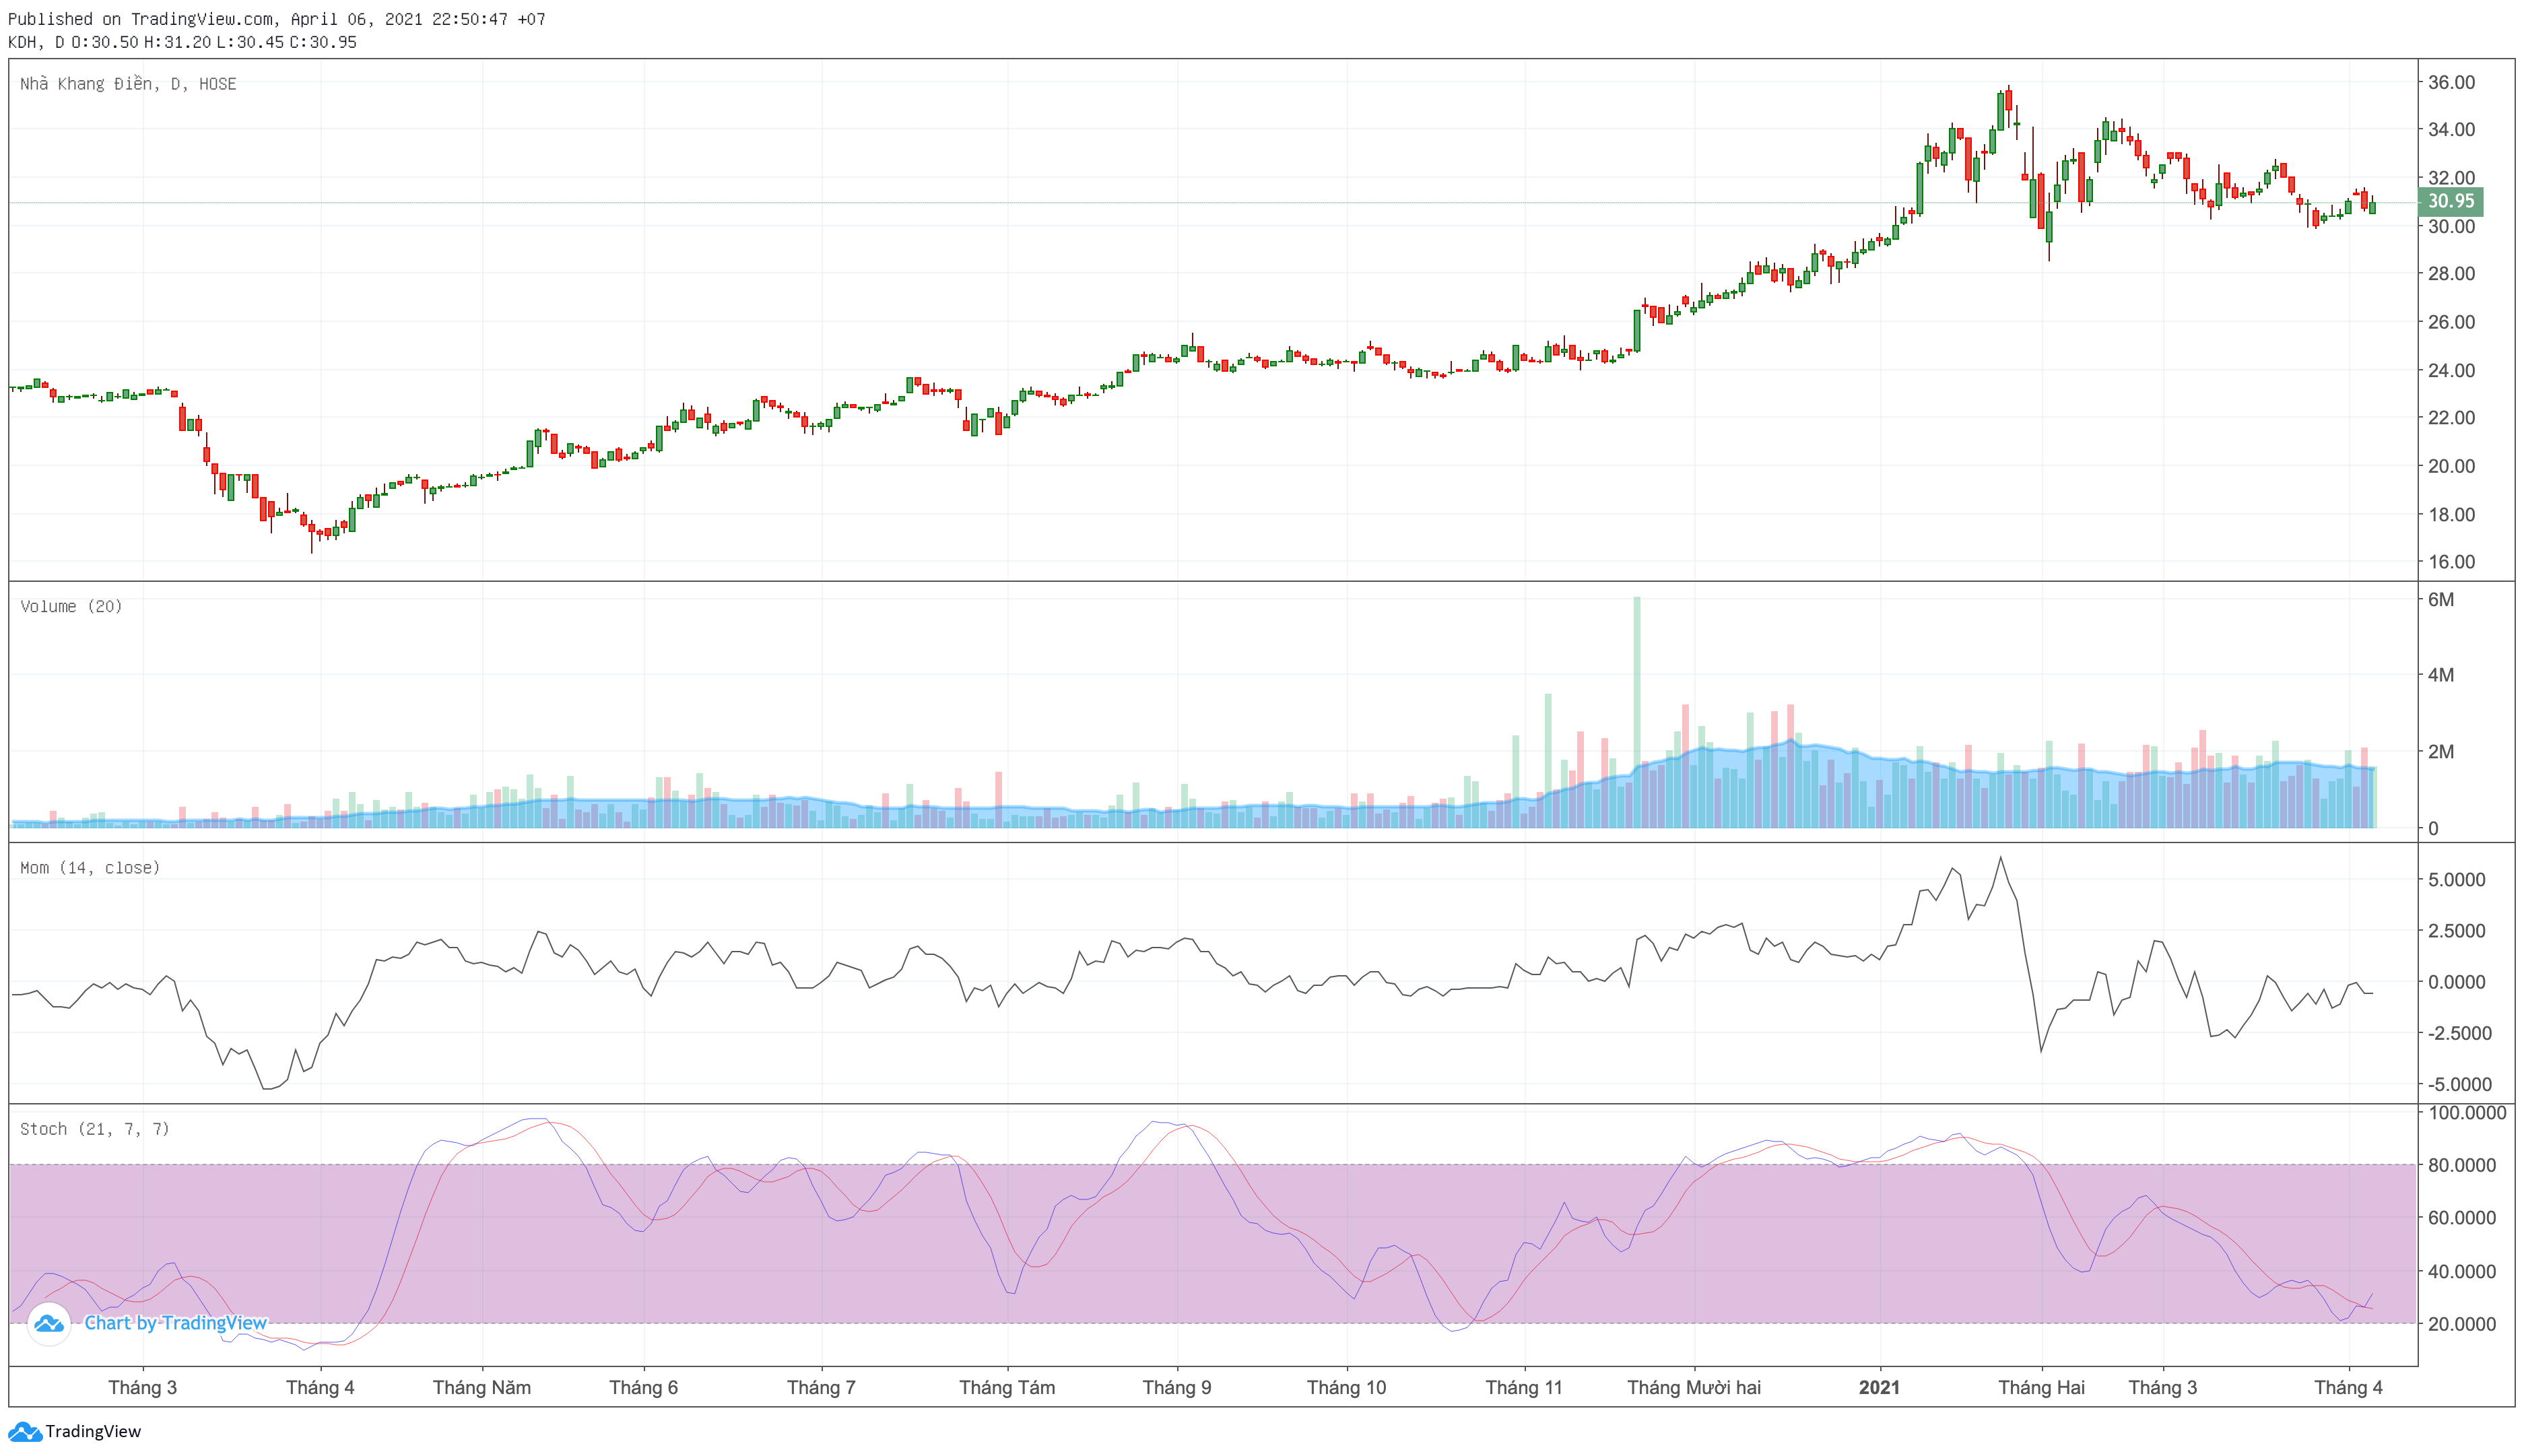 Published on TradingView.com, April 06, 2021 22:50:47 +07
KDH, D O:30.50 H:31.20 L:30.45 C:30.95
Nhà Khang Điền, D, HOSE
36.00
34.00
32.00
30.95
30.00
28.00
26.00
24.00
22.00
20.00
18.00
16.00
Volume (20)
6M
4M
2M
0
Mom (14, close)
5.0000
2.5000
0.0000
-2.5000
-5.0000
Stoch (21, 7, 7)
100.0000
80.0000
60.0000
40.0000
20.0000
Chart by TradingView
Tháng 3 Tháng 4 Tháng Năm Tháng 6 Tháng 7 Tháng Tám Tháng 9 Tháng 10 Tháng 11 Tháng Mười hai 2021 Tháng Hai Tháng 3 Tháng 4
TradingView